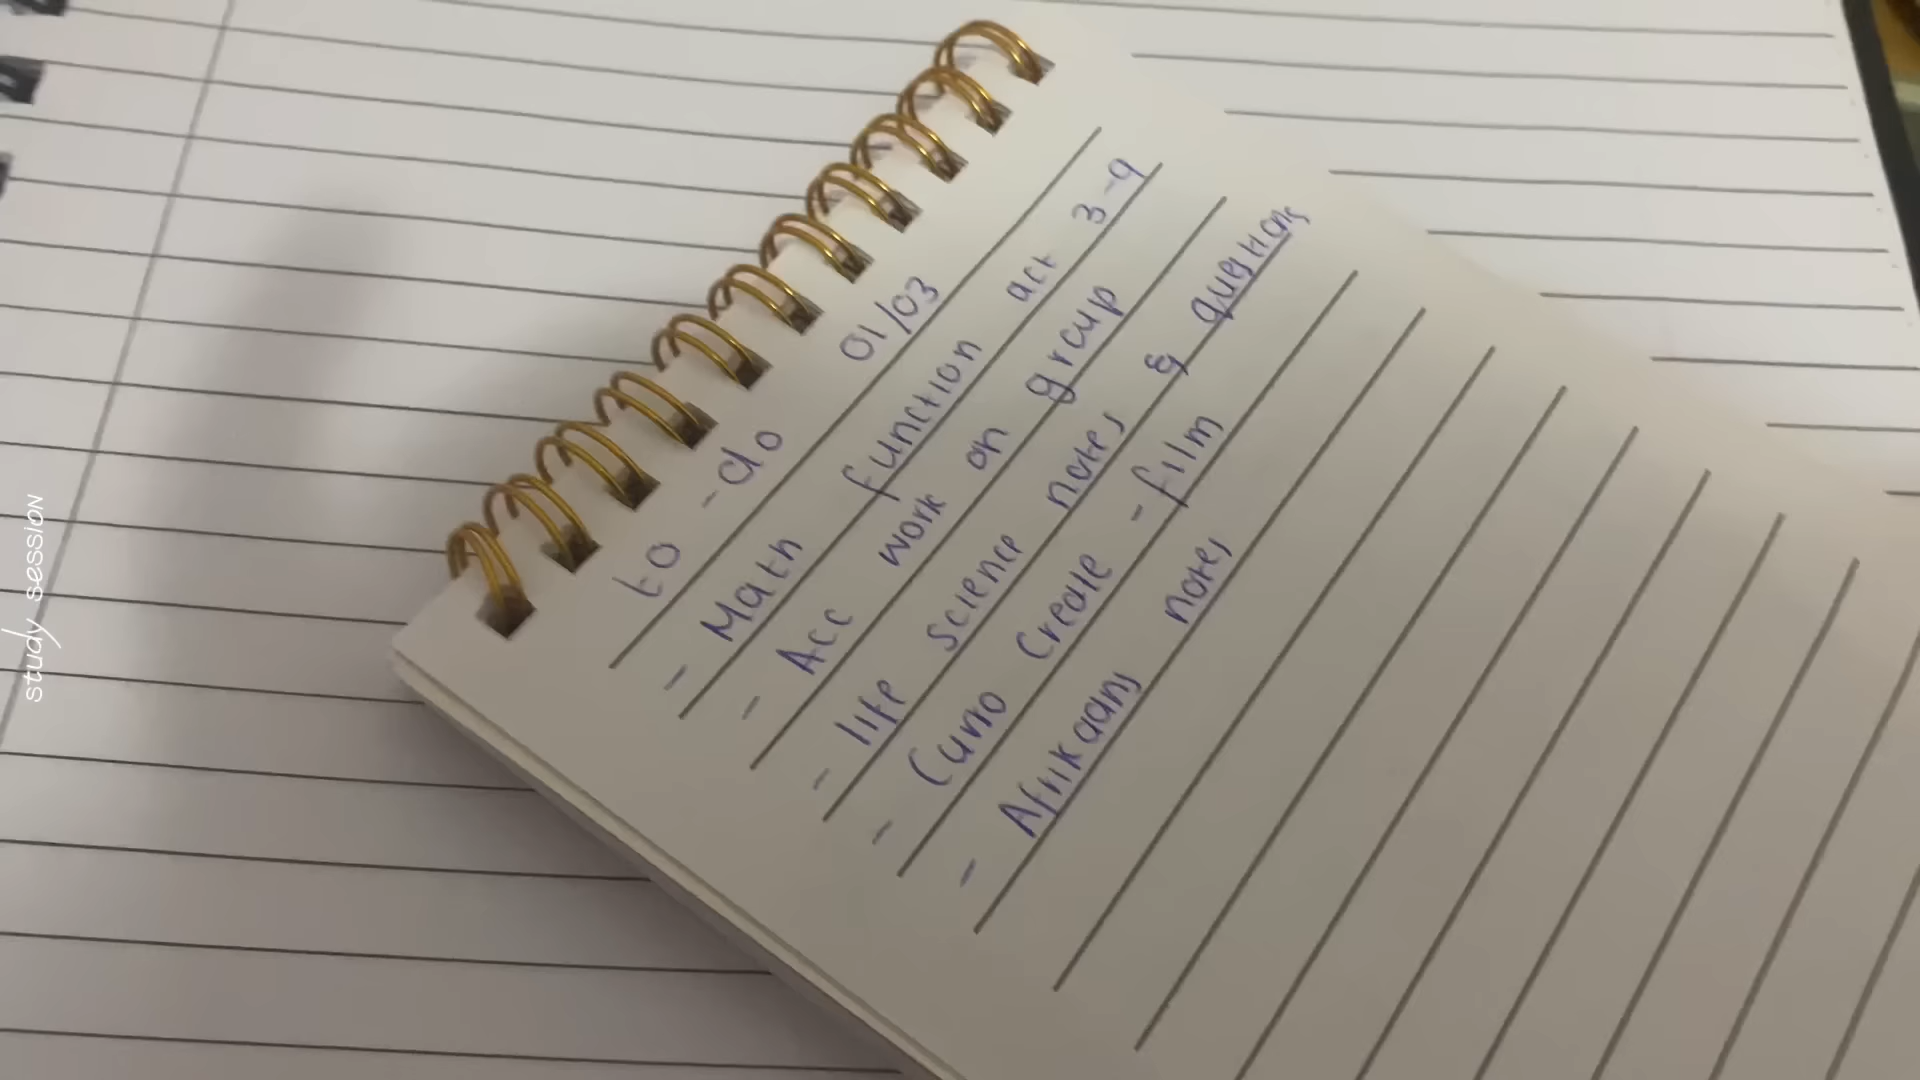 to-do 01/03
- Math function act 3-9
- Acc work on group
- life science notes & questions
- Curro Create - film
- Afrikaans notes
study session